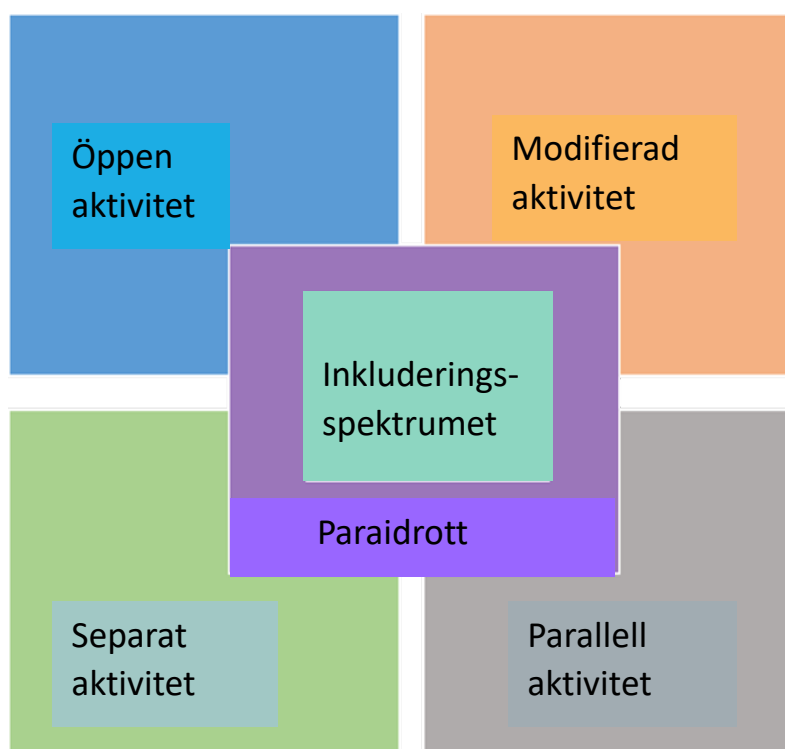 Öppen
aktivitet
Modifierad
aktivitet
Inkluderings-
spektrumet
Paraidrott
Separat
aktivitet
Parallell
aktivitet